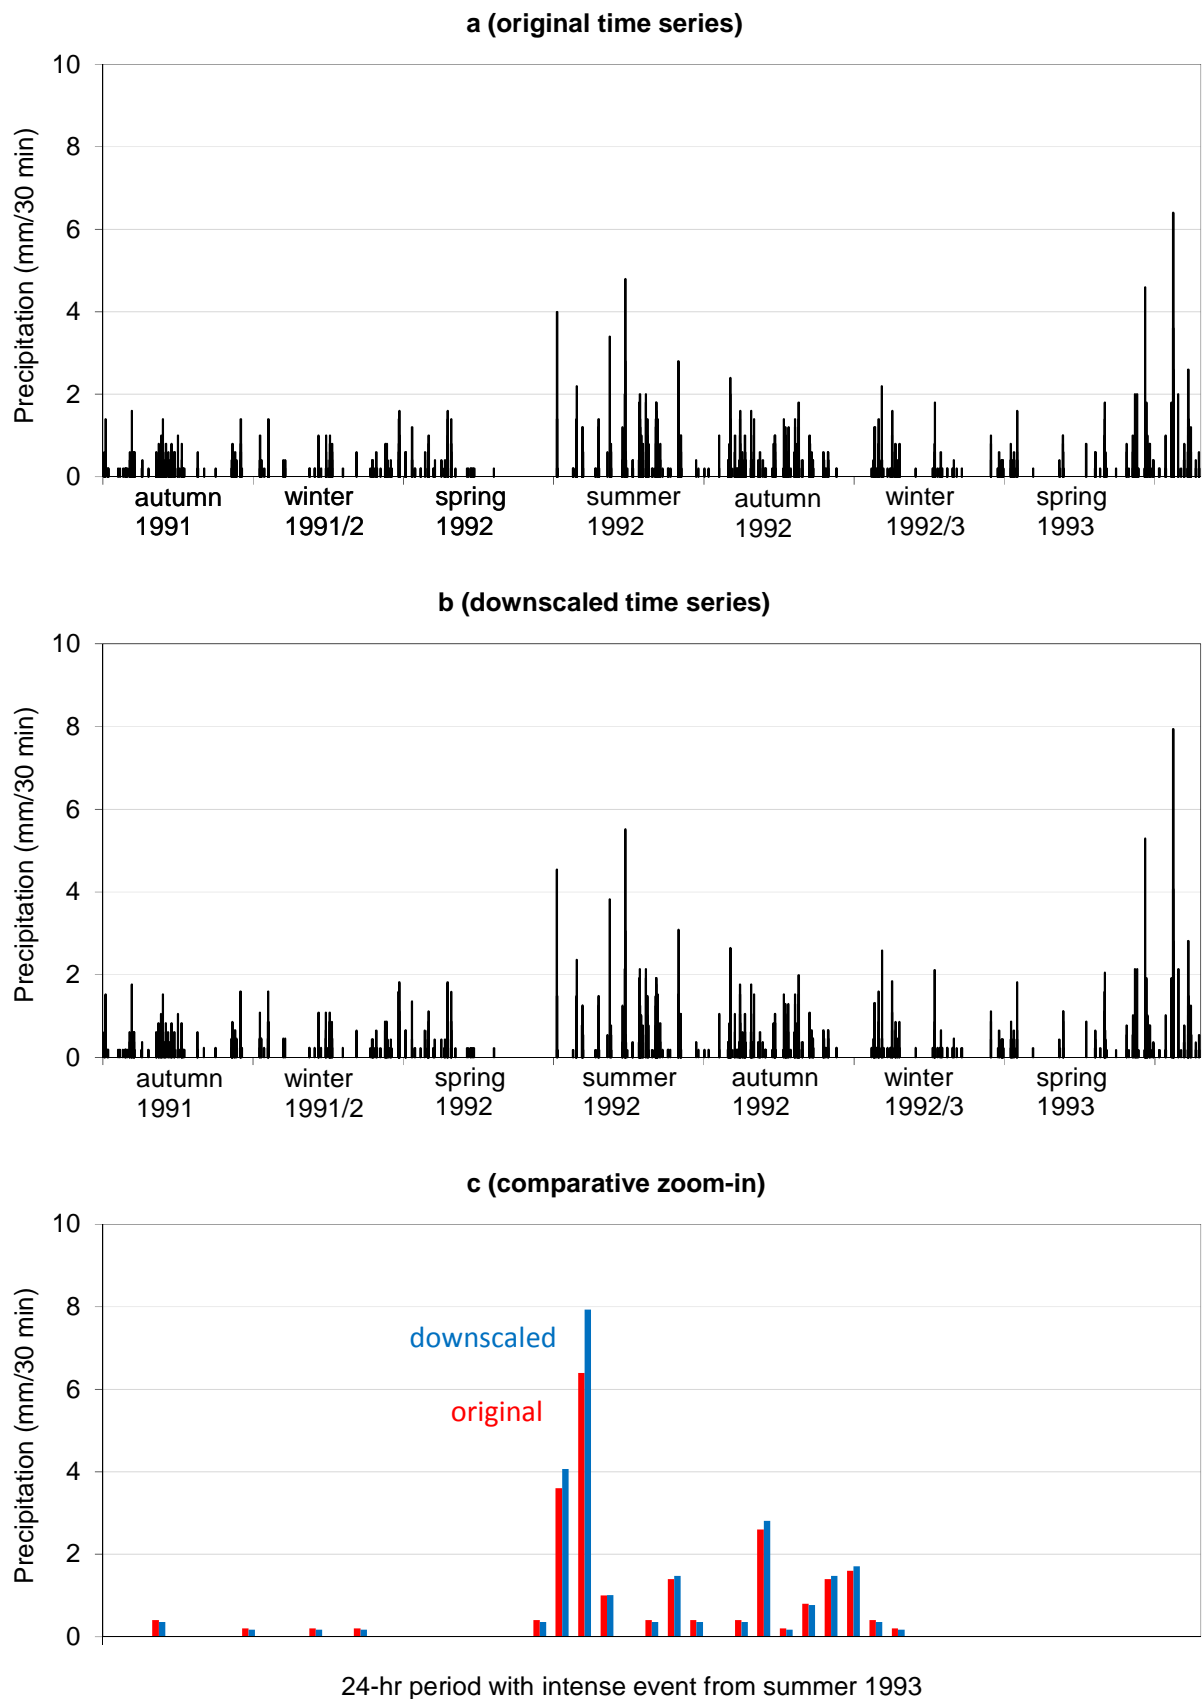 a (original time series)
Precipitation (mm/30 min)
10
8
6
4
2
0
autumn winter spring summer autumn winter spring
1991 1991/2 1992 1992 1992 1992/3 1993
b (downscaled time series)
Precipitation (mm/30 min)
10
8
6
4
2
0
autumn winter spring summer autumn winter spring
1991 1991/2 1992 1992 1992 1992/3 1993
c (comparative zoom-in)
Precipitation (mm/30 min)
10
8
6
4
2
0
downscaled
original
24-hr period with intense event from summer 1993